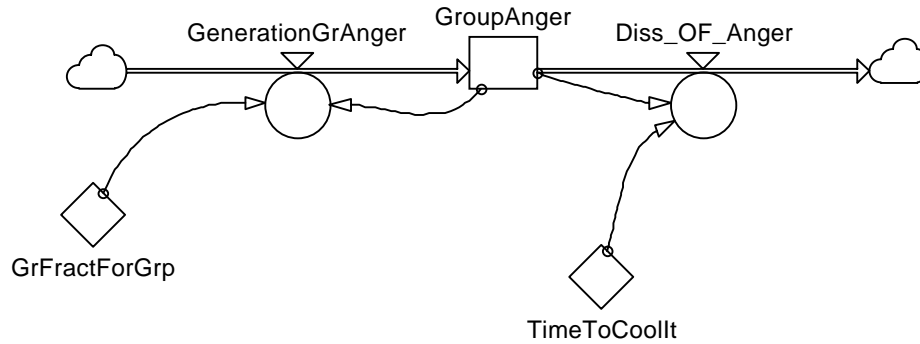 GroupAnger
GenerationGrAnger
Diss_OF_Anger
GrFractForGrp
TimeToCoolIt